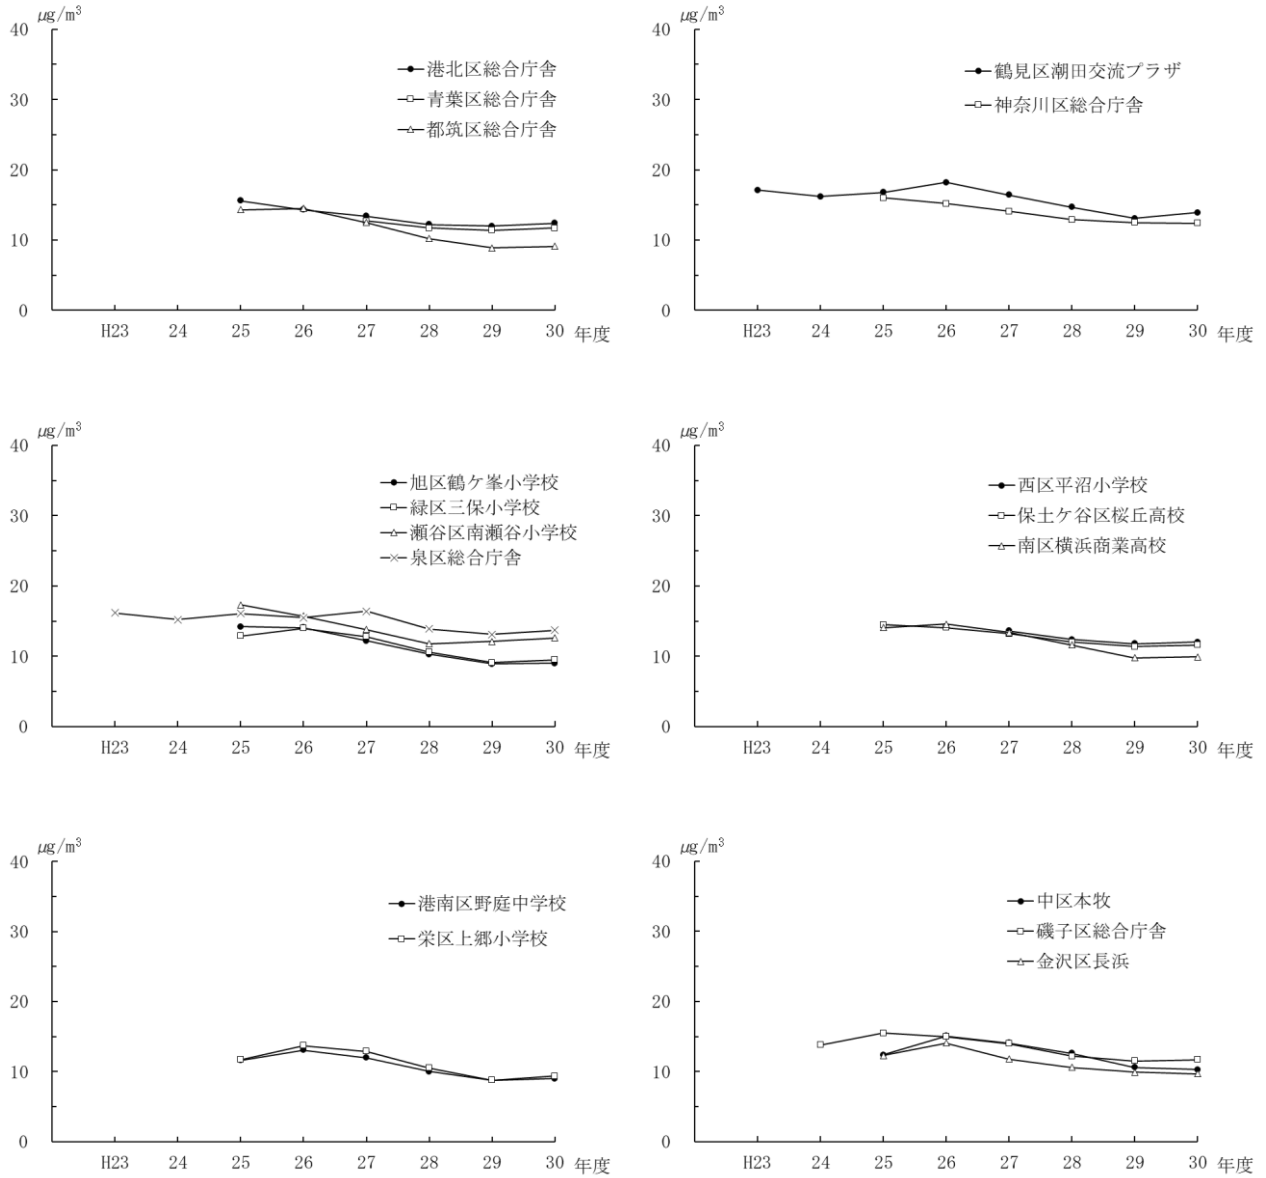 μg/m³
40
30
20
10
0
港北区総合庁舎
青葉区総合庁舎
都筑区総合庁舎
H23 24 25 26 27 28 29 30 年度
μg/m³
40
30
20
10
0
鶴見区潮田交流プラザ
神奈川区総合庁舎
H23 24 25 26 27 28 29 30 年度
μg/m³
40
30
20
10
0
旭区鶴ケ峯小学校
緑区三保小学校
瀬谷区南瀬谷小学校
泉区総合庁舎
H23 24 25 26 27 28 29 30 年度
μg/m³
40
30
20
10
0
西区平沼小学校
保土ケ谷区桜丘高校
南区横浜商業高校
H23 24 25 26 27 28 29 30 年度
μg/m³
40
30
20
10
0
港南区野庭中学校
栄区上郷小学校
H23 24 25 26 27 28 29 30 年度
μg/m³
40
30
20
10
0
中区本牧
磯子区総合庁舎
金沢区長浜
H23 24 25 26 27 28 29 30 年度